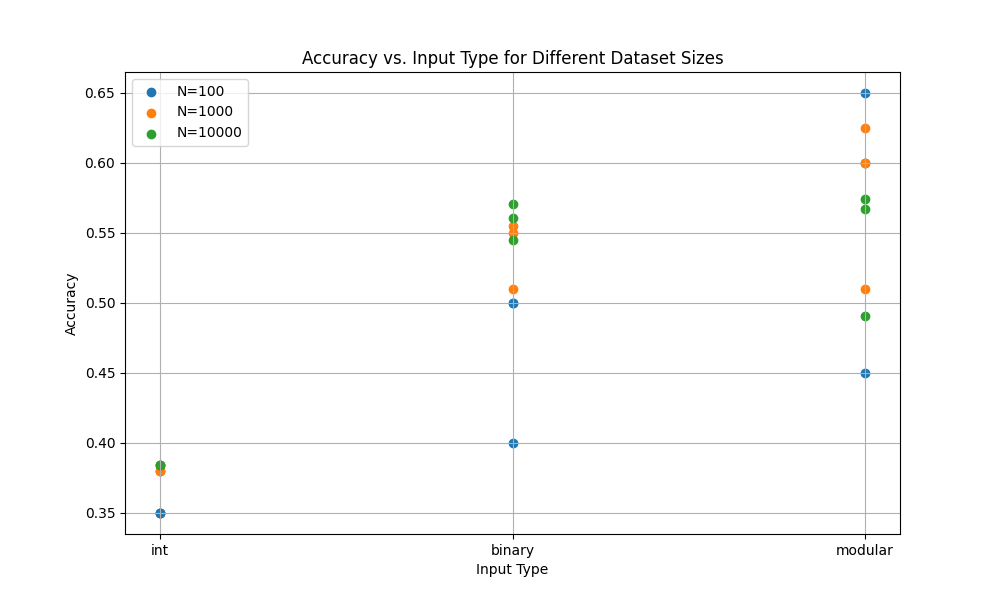 Accuracy vs. Input Type for Different Dataset Sizes
N=100
N=1000
N=10000
0.65
0.60
0.55
0.50
0.45
0.40
0.35
Accuracy
int binary modular
Input Type